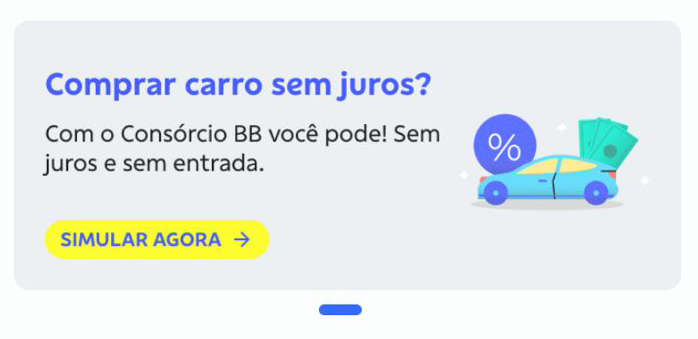 Comprar carro sem juros?
Com o Consórcio BB você pode! Sem
juros e sem entrada.
%
SIMULAR AGORA →